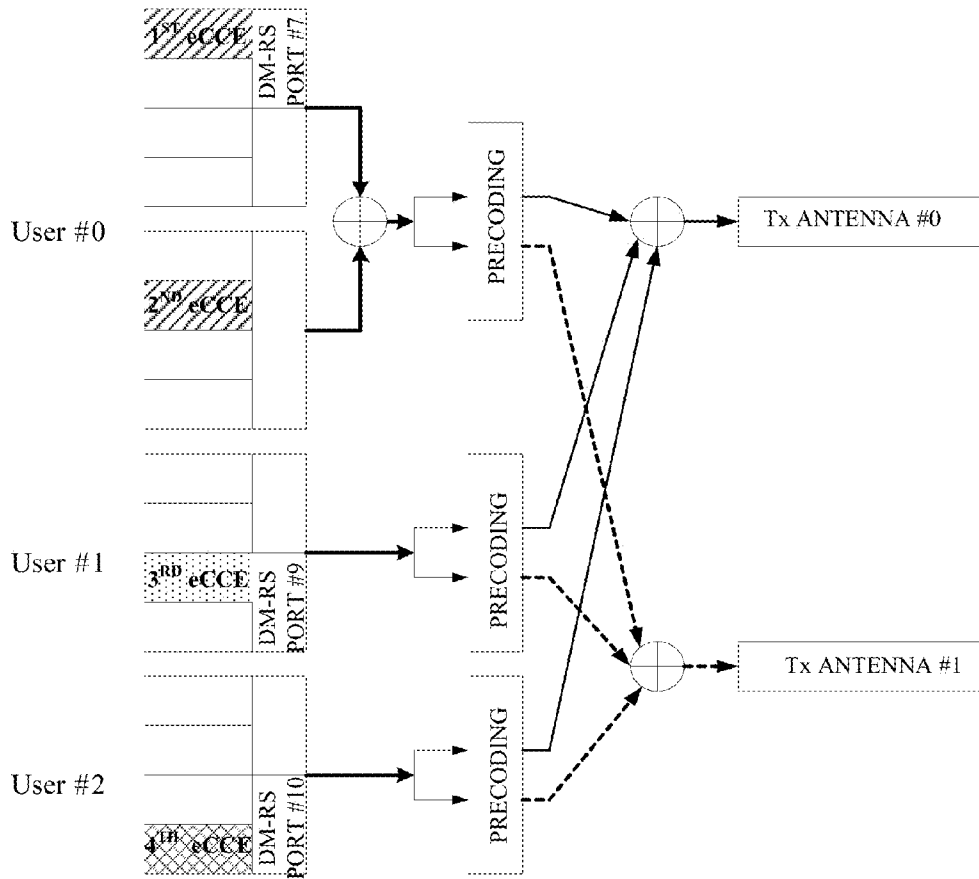 1ST eCCE
DM-RS
PORT #7
User #0
2ND eCCE
PRECODING
Tx ANTENNA #0
User #1
3RD eCCE
DM-RS
PORT #9
PRECODING
Tx ANTENNA #1
User #2
4TH eCCE
DM-RS
PORT #10
PRECODING